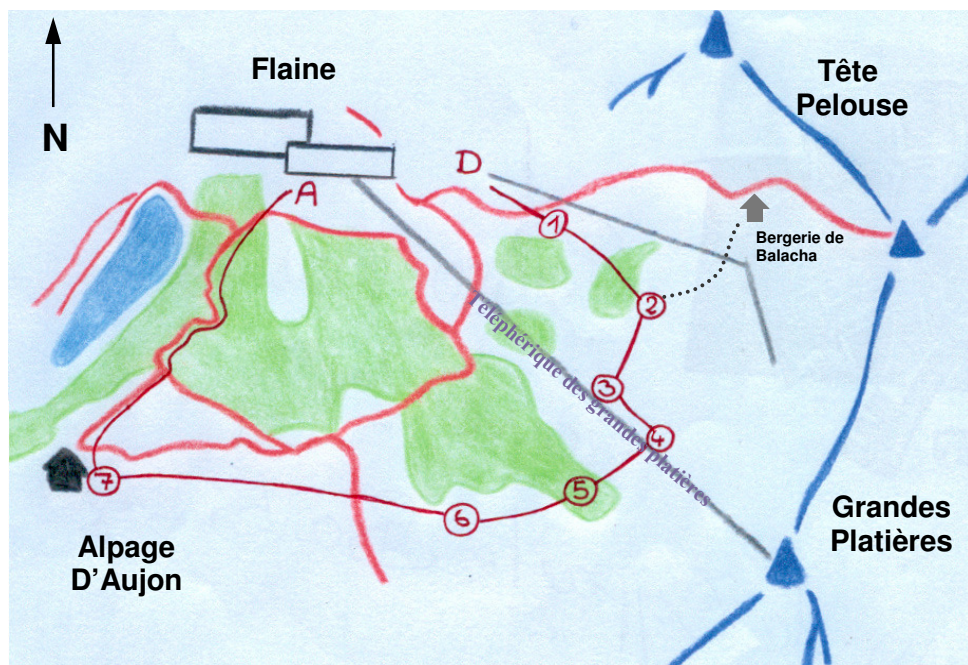 N
Flaine
Tête
Pelouse
A
D
1
Bergerie de
Balacha
2
Téléphérique des grandes platières
3
4
5
6
7
Alpage
D'Aujon
Grandes
Platières